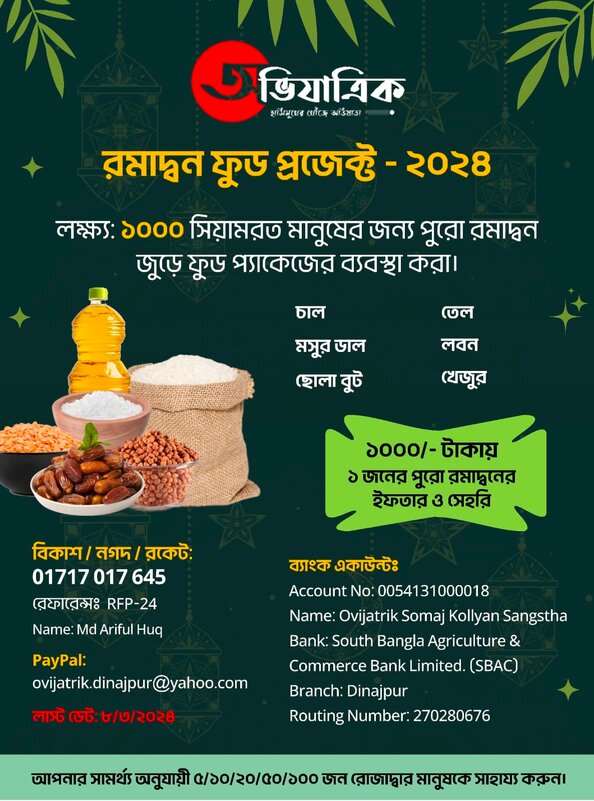 অভিযাত্রিক
হাসিমুখের খোঁজে অভিযাত্রা
রমাদ্বন ফুড প্রজেক্ট - ২০২৪
লক্ষ্য: ১০০০ সিয়ামরত মানুষের জন্য পুরো রমাদ্বন
জুড়ে ফুড প্যাকেজের ব্যবস্থা করা।
চাল
তেল
মসুর ডাল
লবন
ছোলা বুট
খেজুর
১০০০/- টাকায়
১ জনের পুরো রমাদ্বনের
ইফতার ও সেহরি
বিকাশ / নগদ / রকেট:
01717 017 645
রেফারেন্সঃ RFP-24
Name: Md Ariful Huq
PayPal:
ovijatrik.dinajpur@yahoo.com
লাস্ট ডেট: ৮/৩/২০২৪
ব্যাংক একাউন্টঃ
Account No: 0054131000018
Name: Ovijatrik Somaj Kollyan Sangstha
Bank: South Bangla Agriculture &
Commerce Bank Limited. (SBAC)
Branch: Dinajpur
Routing Number: 270280676
আপনার সামর্থ্য অনুযায়ী ৫/১০/২০/৫০/১০০ জন রোজাদ্বার মানুষকে সাহায্য করুন।